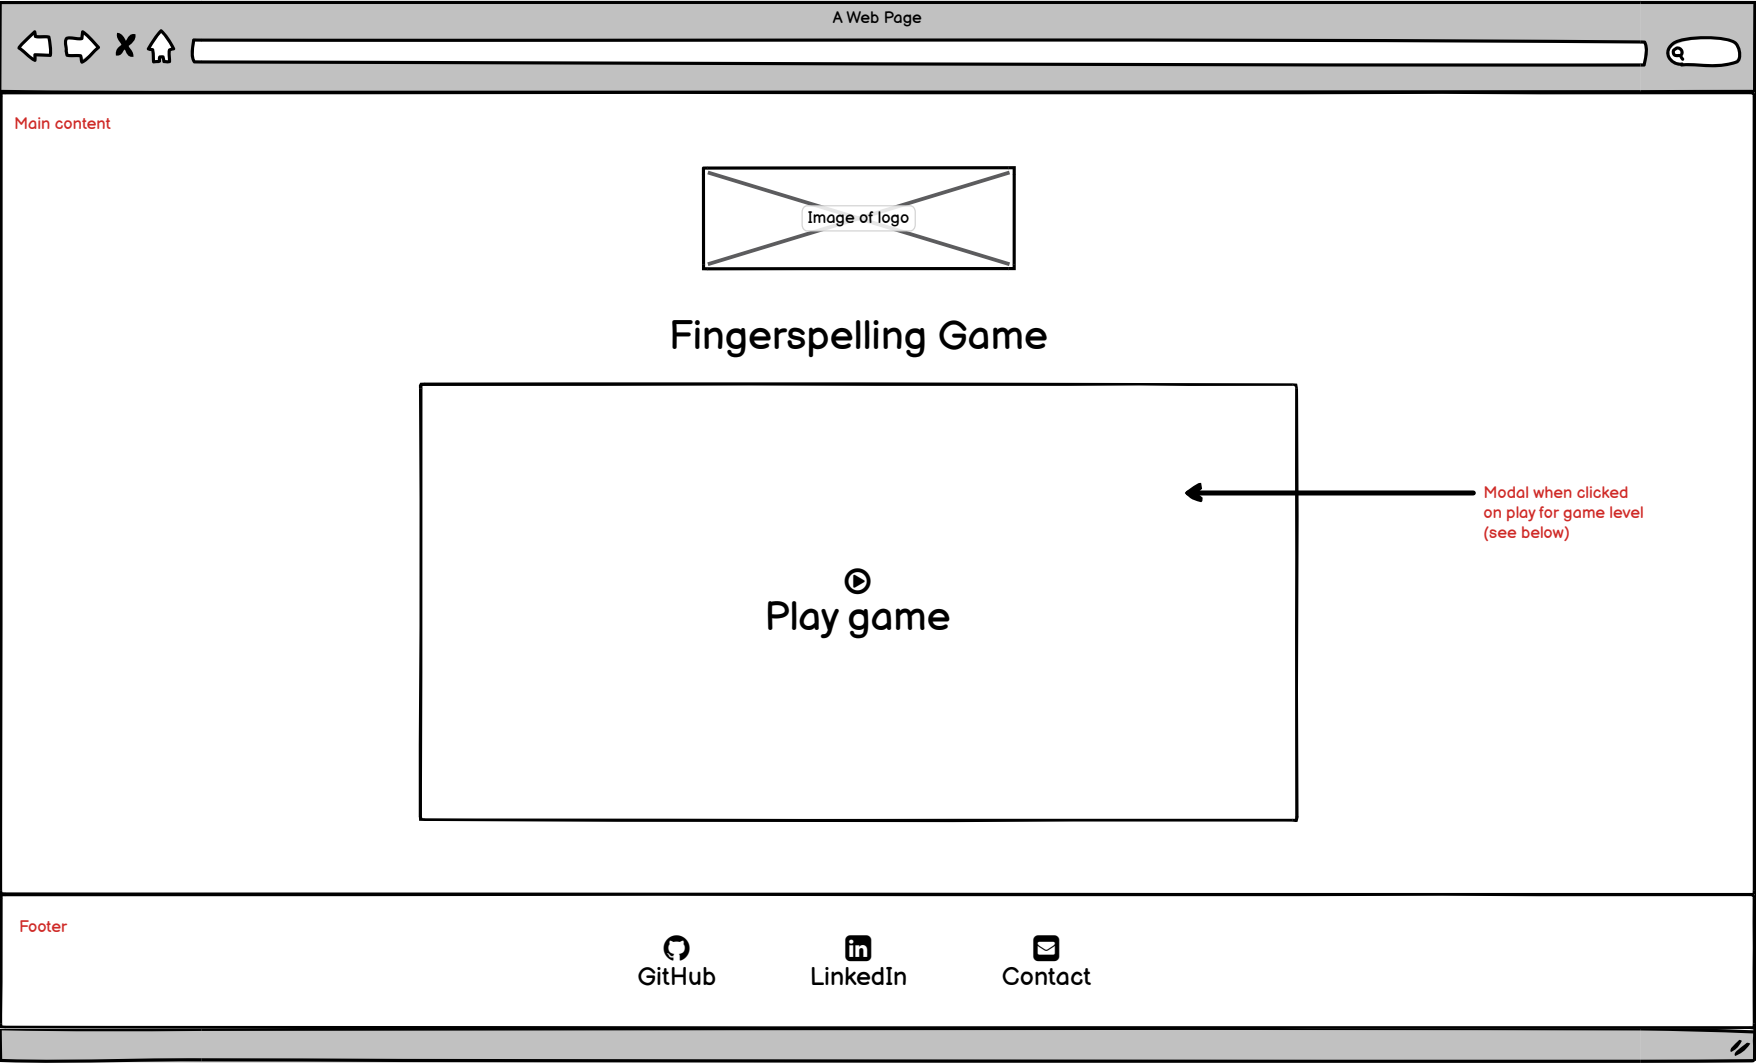 A Web Page
Main content
Image of logo
Fingerspelling Game
Modal when clicked
on play for game level
(see below)
Play game
Footer
GitHub
LinkedIn
Contact